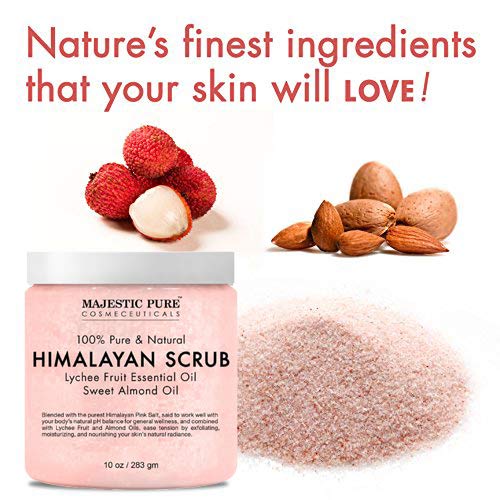 Nature's finest ingredients
that your skin will LOVE!
MAJESTIC PURE™
COSMECEUTICALS
100% Pure & Natural
HIMALAYAN SCRUB
Lychee Fruit Essential Oil
Sweet Almond Oil
Blended with the purest Himalayan Pink Salt, said to work well with
your body's natural pH balance for general wellness, and combined
with Lychee Fruit and Almond Oils, ease tension by exfoliating,
moisturizing, and nourishing your skin's natural radiance.
10 oz / 283 gm